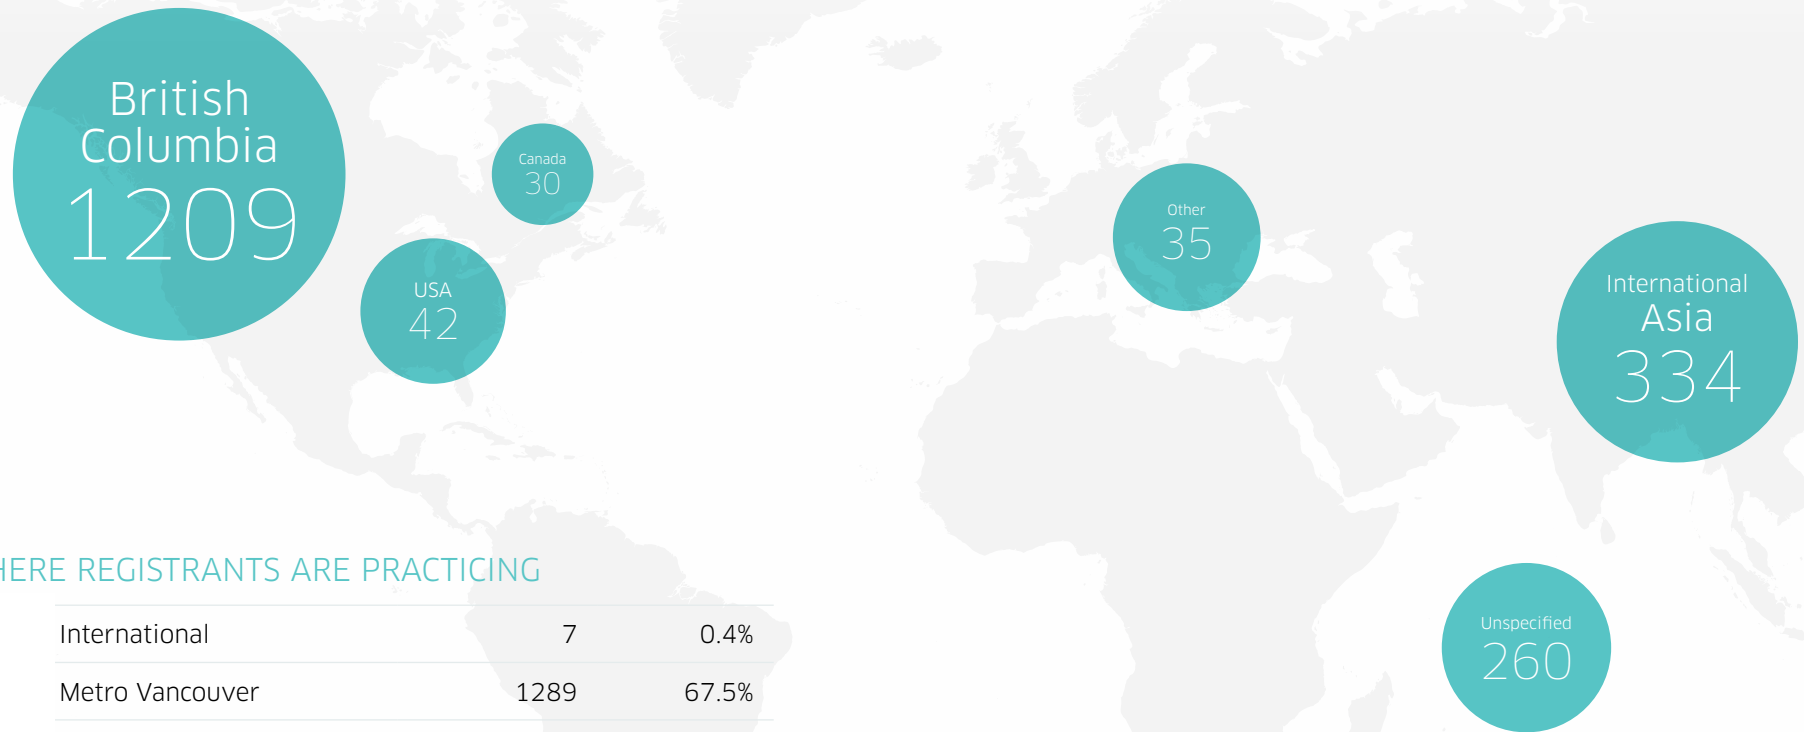 British
Columbia
1209
Canada
30
USA
42
Other
35
International
Asia
334
Unspecified
260
HERE REGISTRANTS ARE PRACTICING
International 7 0.4%
Metro Vancouver 1289 67.5%